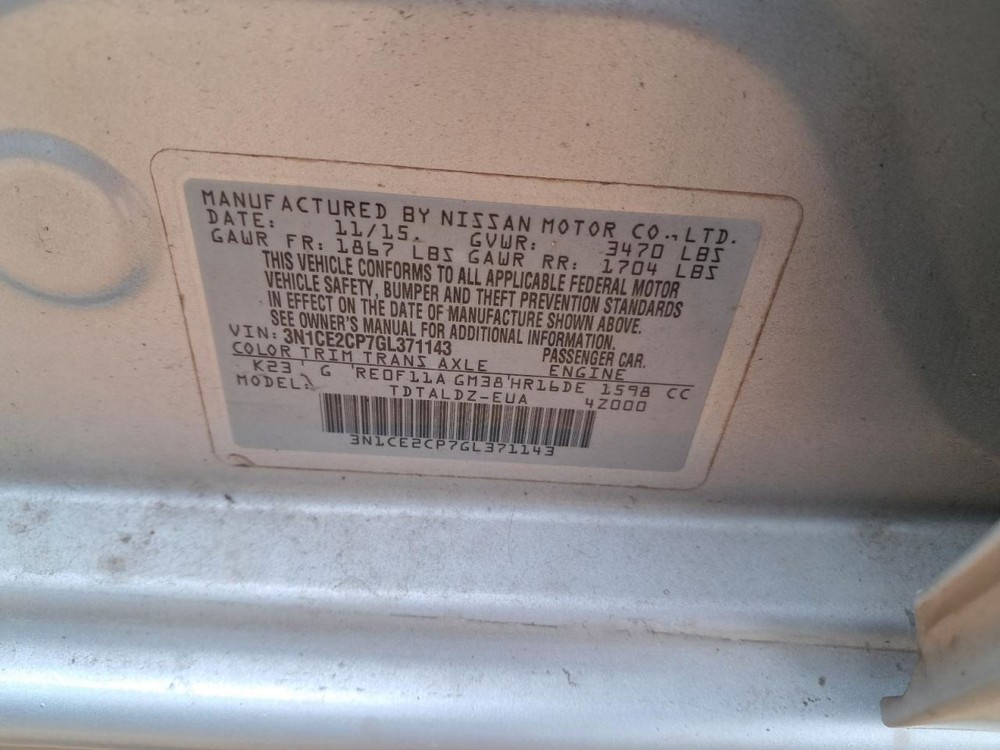 MANUFACTURED BY NISSAN MOTOR CO.,LTD.
DATE: 11/15. GVWR: 3470 LBS
GAWR FR: 1867 LBS GAWR RR: 1704 LBS
THIS VEHICLE CONFORMS TO ALL APPLICABLE FEDERAL MOTOR
VEHICLE SAFETY, BUMPER AND THEFT PREVENTION STANDARDS
IN EFFECT ON THE DATE OF MANUFACTURE SHOWN ABOVE.
SEE OWNER'S MANUAL FOR ADDITIONAL INFORMATION.
VIN: 3N1CE2CP7GL371143 PASSENGER CAR.
COLOR TRIM TRANS AXLE ENGINE
K23 ' G 'RE0F11A GM38'HR16DE 1598 CC
MODEL: TDTALDZ-EUA 4Z000
3N1CE2CP7GL371143